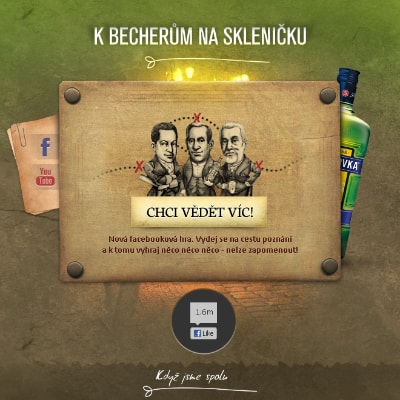 K BECHERŮM NA SKLENIČKU
f
You
Tube
VKA
CHCI VĚDĚT VÍC!
Nová facebooková hra. Vydej se na cestu poznání
a k tomu vyhraj něco něco něco - nelze zapomenout!
1.6m
f Like
Když jsme spolu